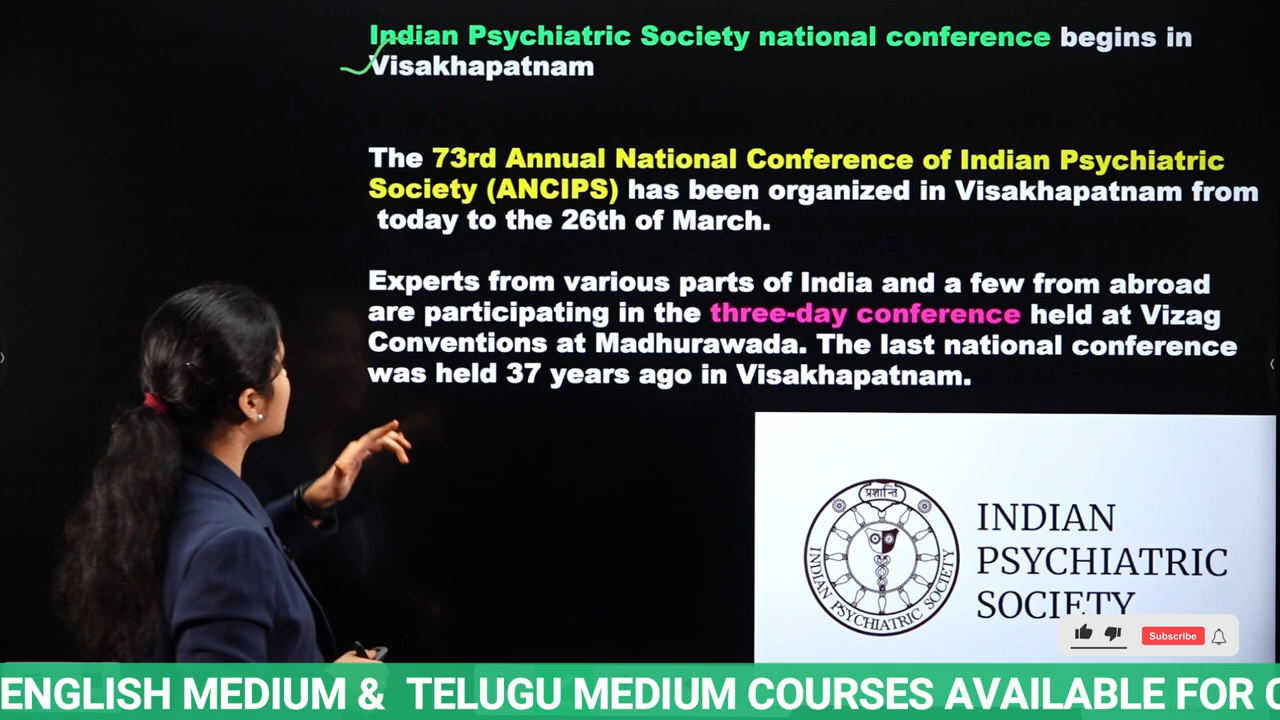 Indian Psychiatric Society national conference begins in
Visakhapatnam
The 73rd Annual National Conference of Indian Psychiatric
Society (ANCIPS) has been organized in Visakhapatnam from
today to the 26th of March.
Experts from various parts of India and a few from abroad
are participating in the three-day conference held at Vizag
Conventions at Madhurawada. The last national conference
was held 37 years ago in Visakhapatnam.
प्रशान्ति
INDIAN PSYCHIATRIC SOCIETY
INDIAN
PSYCHIATRIC
SOCIETY
Subscribe
ENGLISH MEDIUM & TELUGU MEDIUM COURSES AVAILABLE FOR